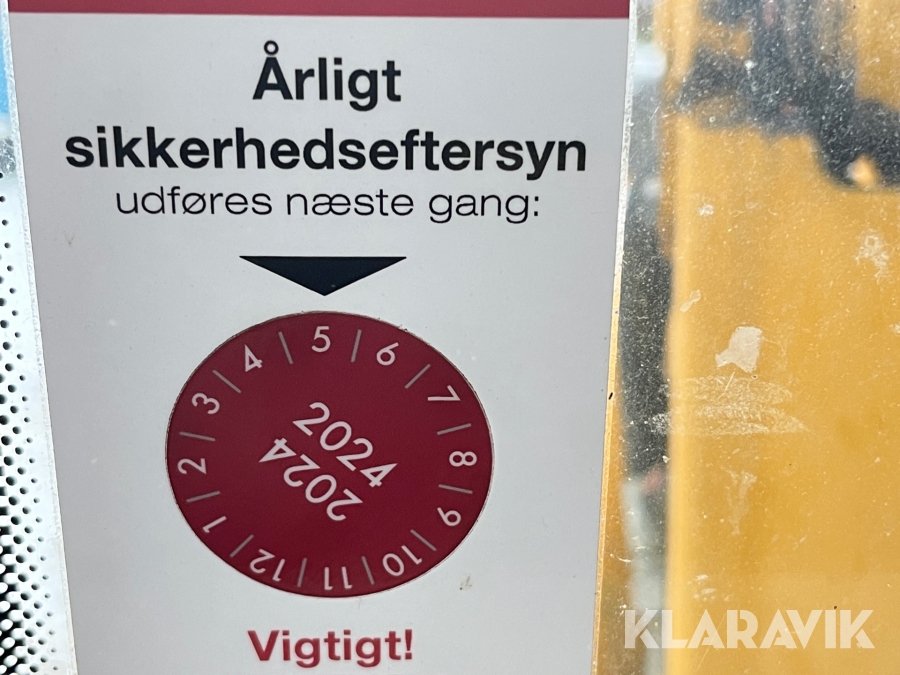 Årligt
sikkerhedseftersyn
udføres næste gang:
1 2 3 4 5 6 7 8 9 10 11 12
2024
2024
Vigtigt!
KLARAVIK